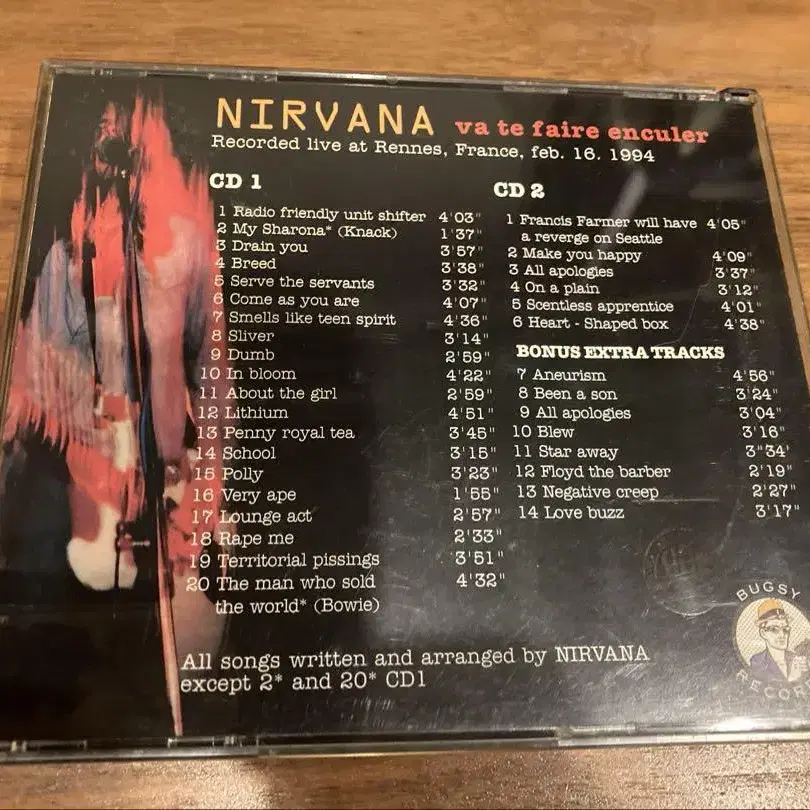 NIRVANA va te faire enculer
Recorded live at Rennes, France, feb. 16. 1994
CD 1
1 Radio friendly unit shifter 4'03"
2 My Sharona* (Knack) 1'37"
3 Drain you 3'57"
4 Breed 3'38"
5 Serve the servants 3'32"
6 Come as you are 4'07"
7 Smells like teen spirit 4'36"
8 Sliver 3'14"
9 Dumb 2'59"
10 In bloom 4'22"
11 About the girl 2'59"
12 Lithium 4'51"
13 Penny royal tea 3'45"
14 School 3'15"
15 Polly 3'23"
16 Very ape 1'55"
17 Lounge act 2'57"
18 Rape me 2'33"
19 Territorial pissings 3'51"
20 The man who sold 4'32"
the world* (Bowie)
CD 2
1 Francis Farmer will have 4'05"
a reverge on Seattle
2 Make you happy 4'09"
3 All apologies 3'37"
4 On a plain 3'12"
5 Scentless apprentice 4'01"
6 Heart - Shaped box 4'38"
BONUS EXTRA TRACKS
7 Aneurism 4'56"
8 Been a son 3'24"
9 All apologies 3'04"
10 Blew 3'16"
11 Star away 3"34'
12 Floyd the barber 2'19"
13 Negative creep 2'27"
14 Love buzz 3'17"
All songs written and arranged by NIRVANA
except 2* and 20* CD1
BUGSY
RECOR